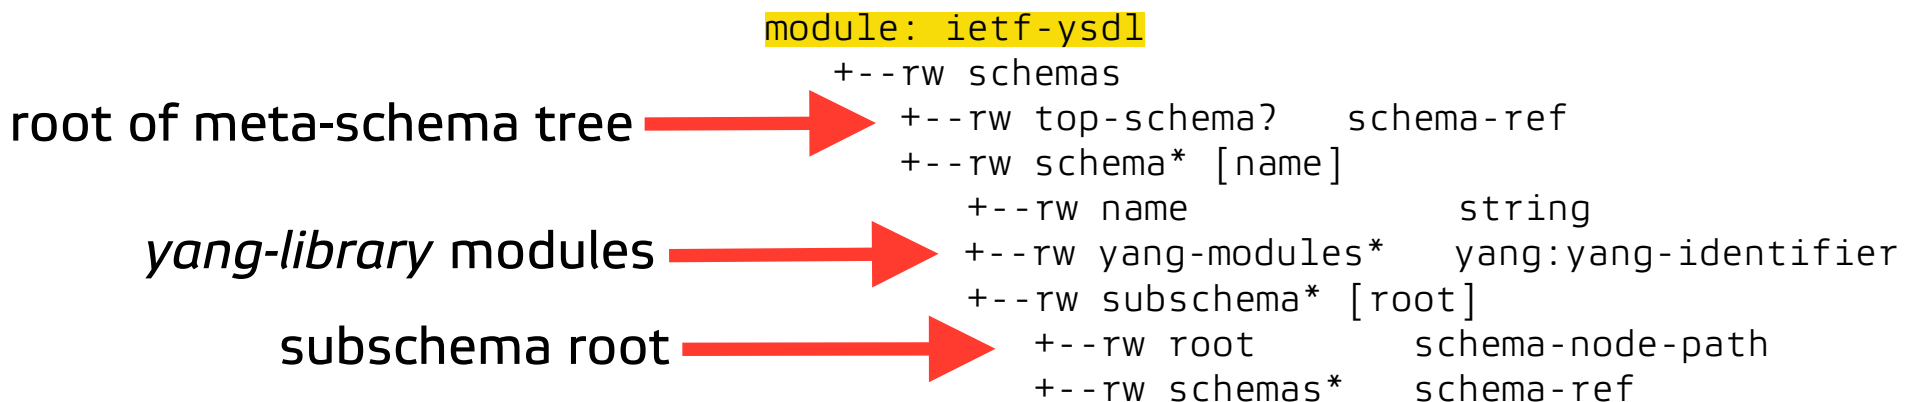 module: ietf-ysdl
+--rw schemas
root of meta-schema tree +--rw top-schema? schema-ref
+--rw schema* [name]
+--rw name string
yang-library modules +--rw yang-modules* yang:yang-identifier
+--rw subschema* [root]
subschema root +--rw root schema-node-path
+--rw schemas* schema-ref